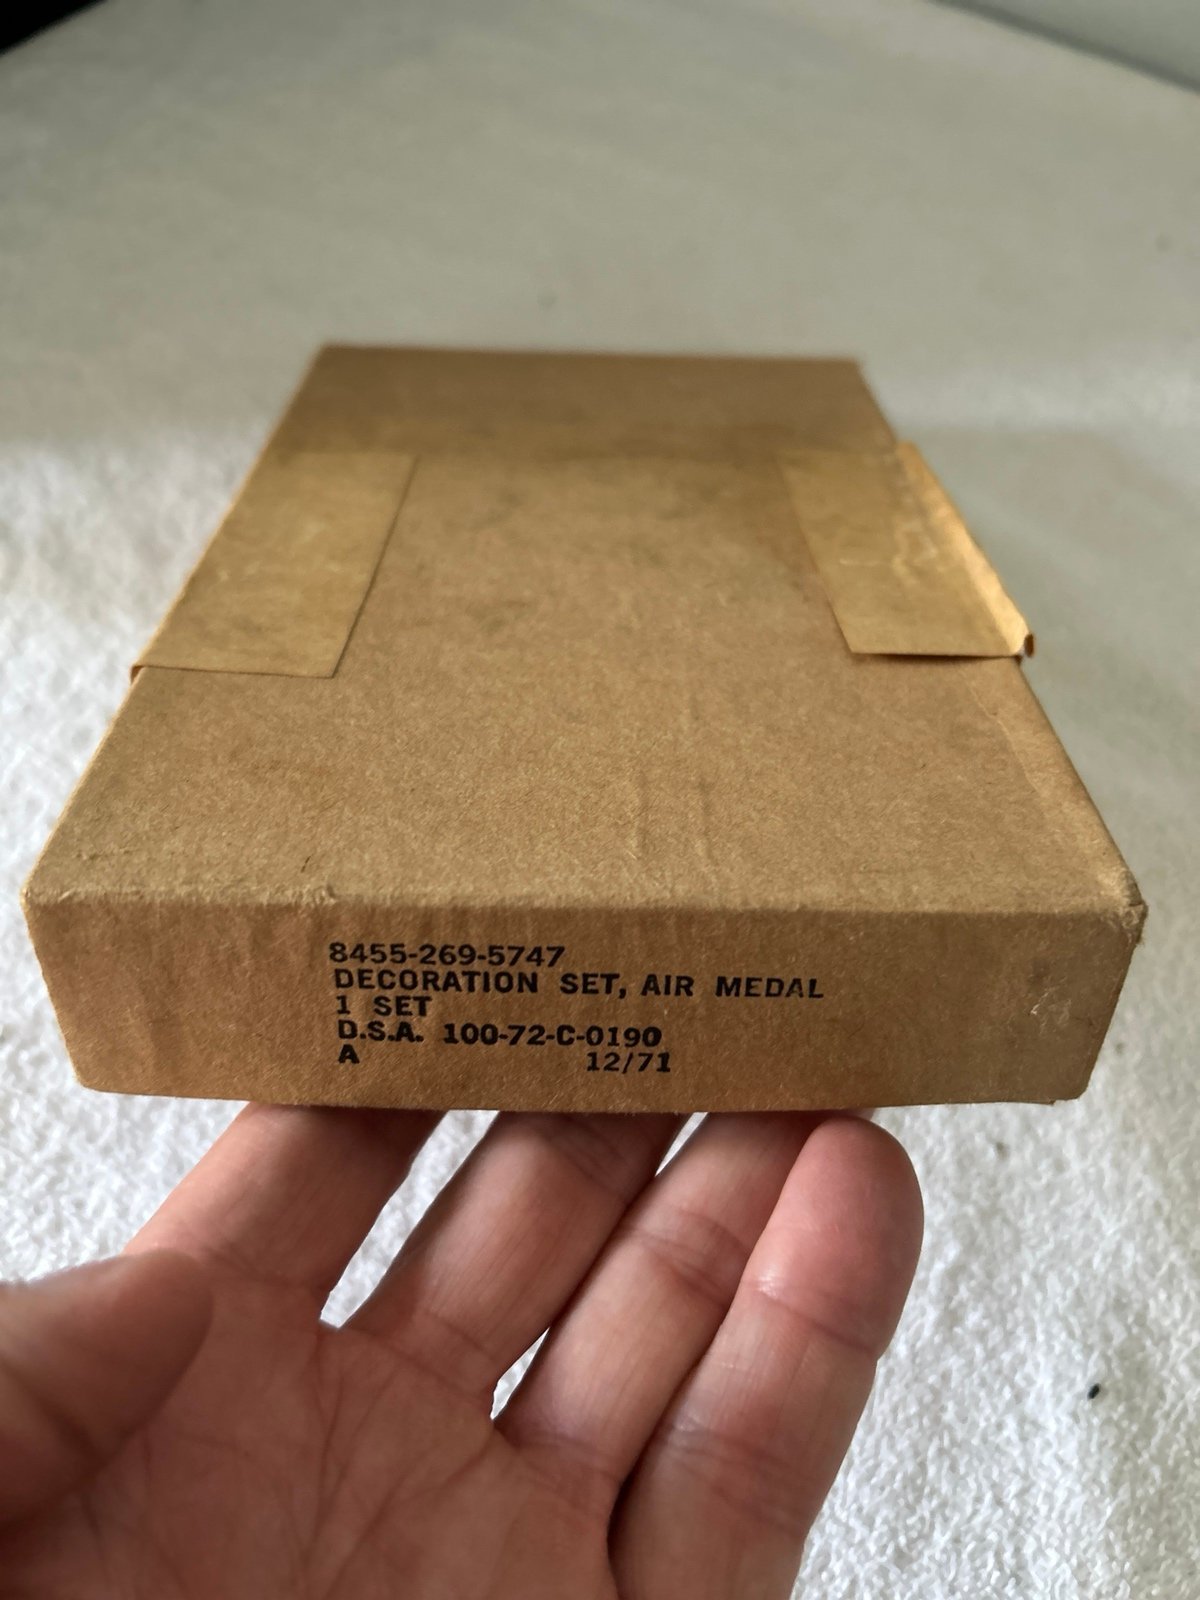 8455-269-5747
DECORATION SET, AIR MEDAL
1 SET
D.S.A. 100-72-C-0190
A 12/71